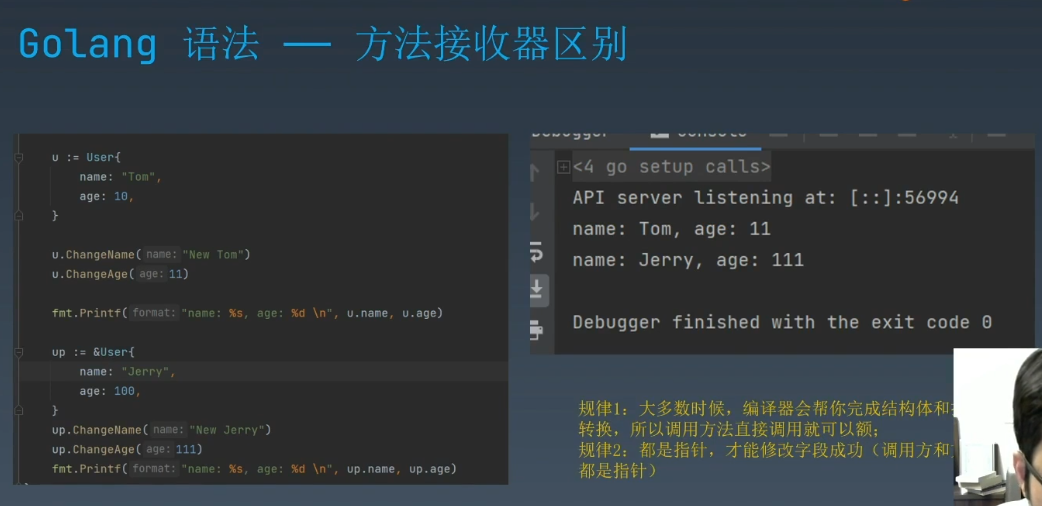 Golang 语法 —— 方法接收器区别
u := User{
name: "Tom",
age: 10,
}
u.ChangeName( name: "New Tom")
u.ChangeAge( age: 11)
fmt.Printf( format: "name: %s, age: %d \n", u.name, u.age)
up := &User{
name: "Jerry",
age: 100,
}
up.ChangeName( name: "New Jerry")
up.ChangeAge( age: 111)
fmt.Printf( format: "name: %s, age: %d \n", up.name, up.age)
Debugger Console
<4 go setup calls>
API server listening at: [::]:56994
name: Tom, age: 11
name: Jerry, age: 111
Debugger finished with the exit code 0
规律1：大多数时候，编译器会帮你完成结构体和
转换，所以调用方法直接调用就可以额；
规律2：都是指针，才能修改字段成功（调用方和
都是指针）